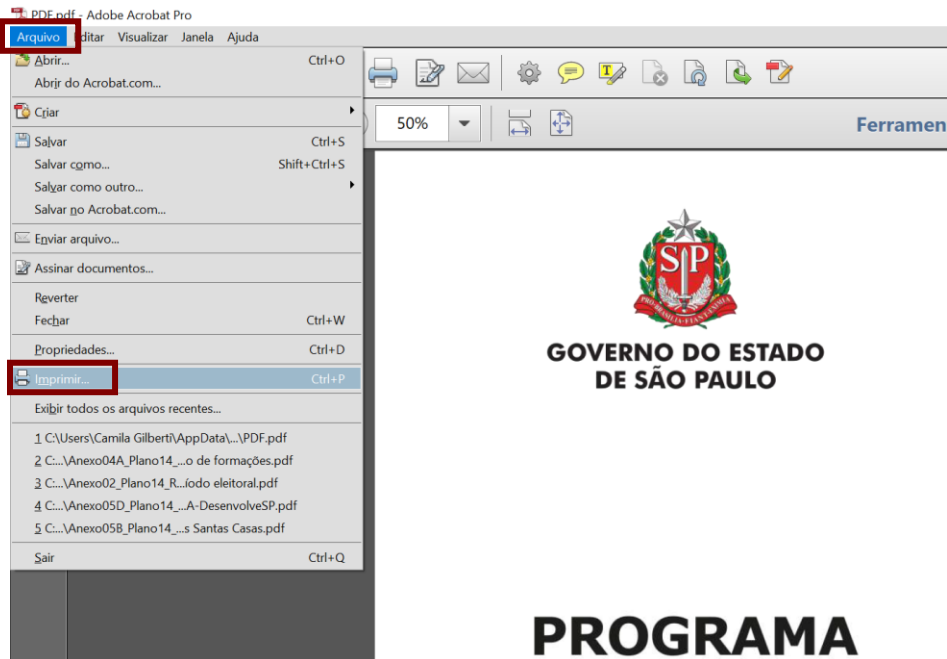 PDF.pdf - Adobe Acrobat Pro
Arquivo Editar Visualizar Janela Ajuda
Abrir... Ctrl+O
Abrir do Acrobat.com...
Criar
Salvar Ctrl+S
Salvar como... Shift+Ctrl+S
Salvar como outro...
Salvar no Acrobat.com...
Enviar arquivo...
Assinar documentos...
Reverter
Fechar Ctrl+W
Propriedades... Ctrl+D
Imprimir... Ctrl+P
Exibir todos os arquivos recentes...
1 C:\Users\Camila Gilberti\AppData\...\PDF.pdf
2 C:...\Anexo04A_Plano14_...o de formações.pdf
3 C:...\Anexo02_Plano14_R...íodo eleitoral.pdf
4 C:...\Anexo05D_Plano14_...A-DesenvolveSP.pdf
5 C:...\Anexo05B_Plano14_...s Santas Casas.pdf
Sair Ctrl+Q
50%
Ferramen
SP
GOVERNO DO ESTADO
DE SÃO PAULO
PROGRAMA